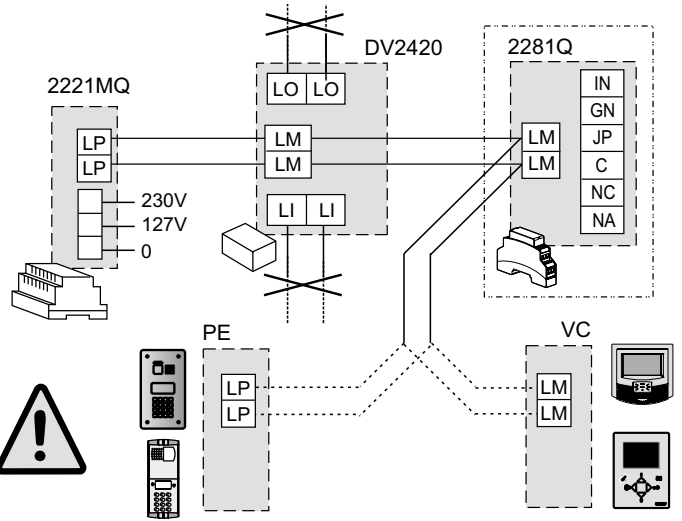 DV2420
2281Q
2221MQ
LO LO
IN
GN
JP
C
NC
NA
LP
LP
LM
LM
LM
LM
230V
127V
0
LI LI
PE
VC
LP
LP
LM
LM
!